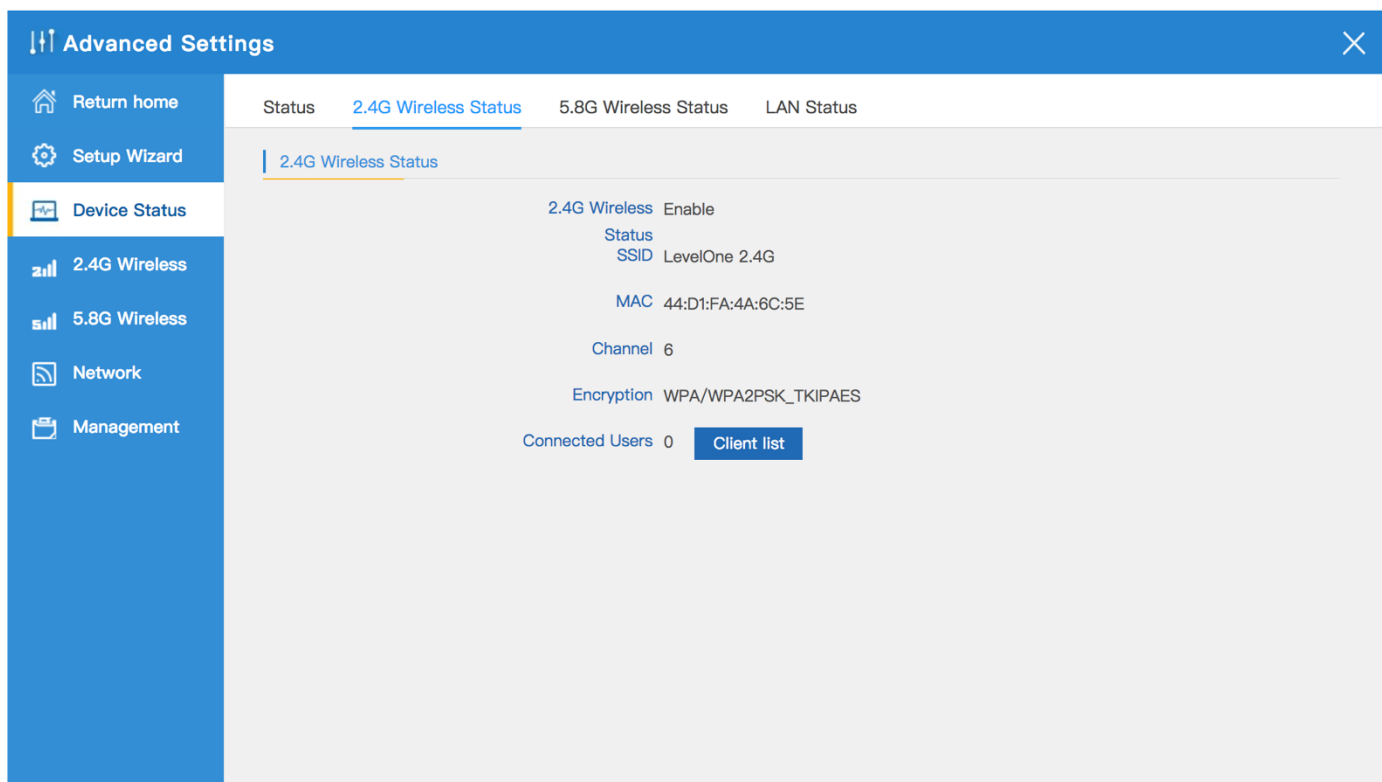 Advanced Settings
Return home
Setup Wizard
Device Status
2.4G Wireless
5.8G Wireless
Network
Management
Status 2.4G Wireless Status 5.8G Wireless Status LAN Status
2.4G Wireless Status
2.4G Wireless Status Enable
SSID LevelOne 2.4G
MAC 44:D1:FA:4A:6C:5E
Channel 6
Encryption WPA/WPA2PSK_TKIPAES
Connected Users 0 Client list